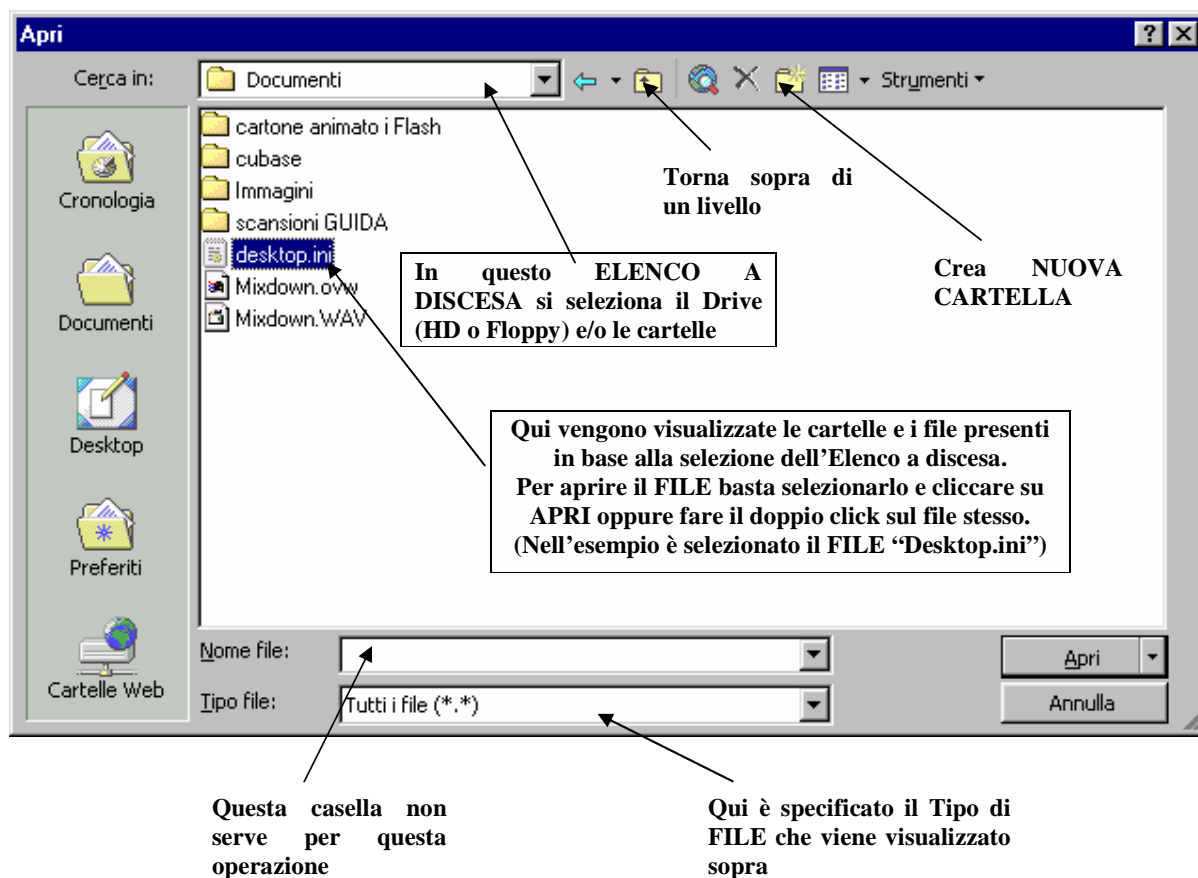 Apri
Cerca in:
Documenti
Strumenti
Cronologia
Documenti
Desktop
Preferiti
Cartelle Web
cartone animato i Flash
cubase
Immagini
scansioni GUIDA
desktop.ini
Mixdown.ovw
Mixdown.WAV
Torna sopra di
un livello
Crea NUOVA
CARTELLA
In questo ELENCO A
DISCESA si seleziona il Drive
(HD o Floppy) e/o le cartelle
Qui vengono visualizzate le cartelle e i file presenti
in base alla selezione dell’Elenco a discesa.
Per aprire il FILE basta selezionarlo e cliccare su
APRI oppure fare il doppio click sul file stesso.
(Nell’esempio è selezionato il FILE “Desktop.ini”)
Nome file:
Apri
Tipo file:
Tutti i file (*.*)
Annulla
Questa casella non
serve per questa
operazione
Qui è specificato il Tipo di
FILE che viene visualizzato
sopra